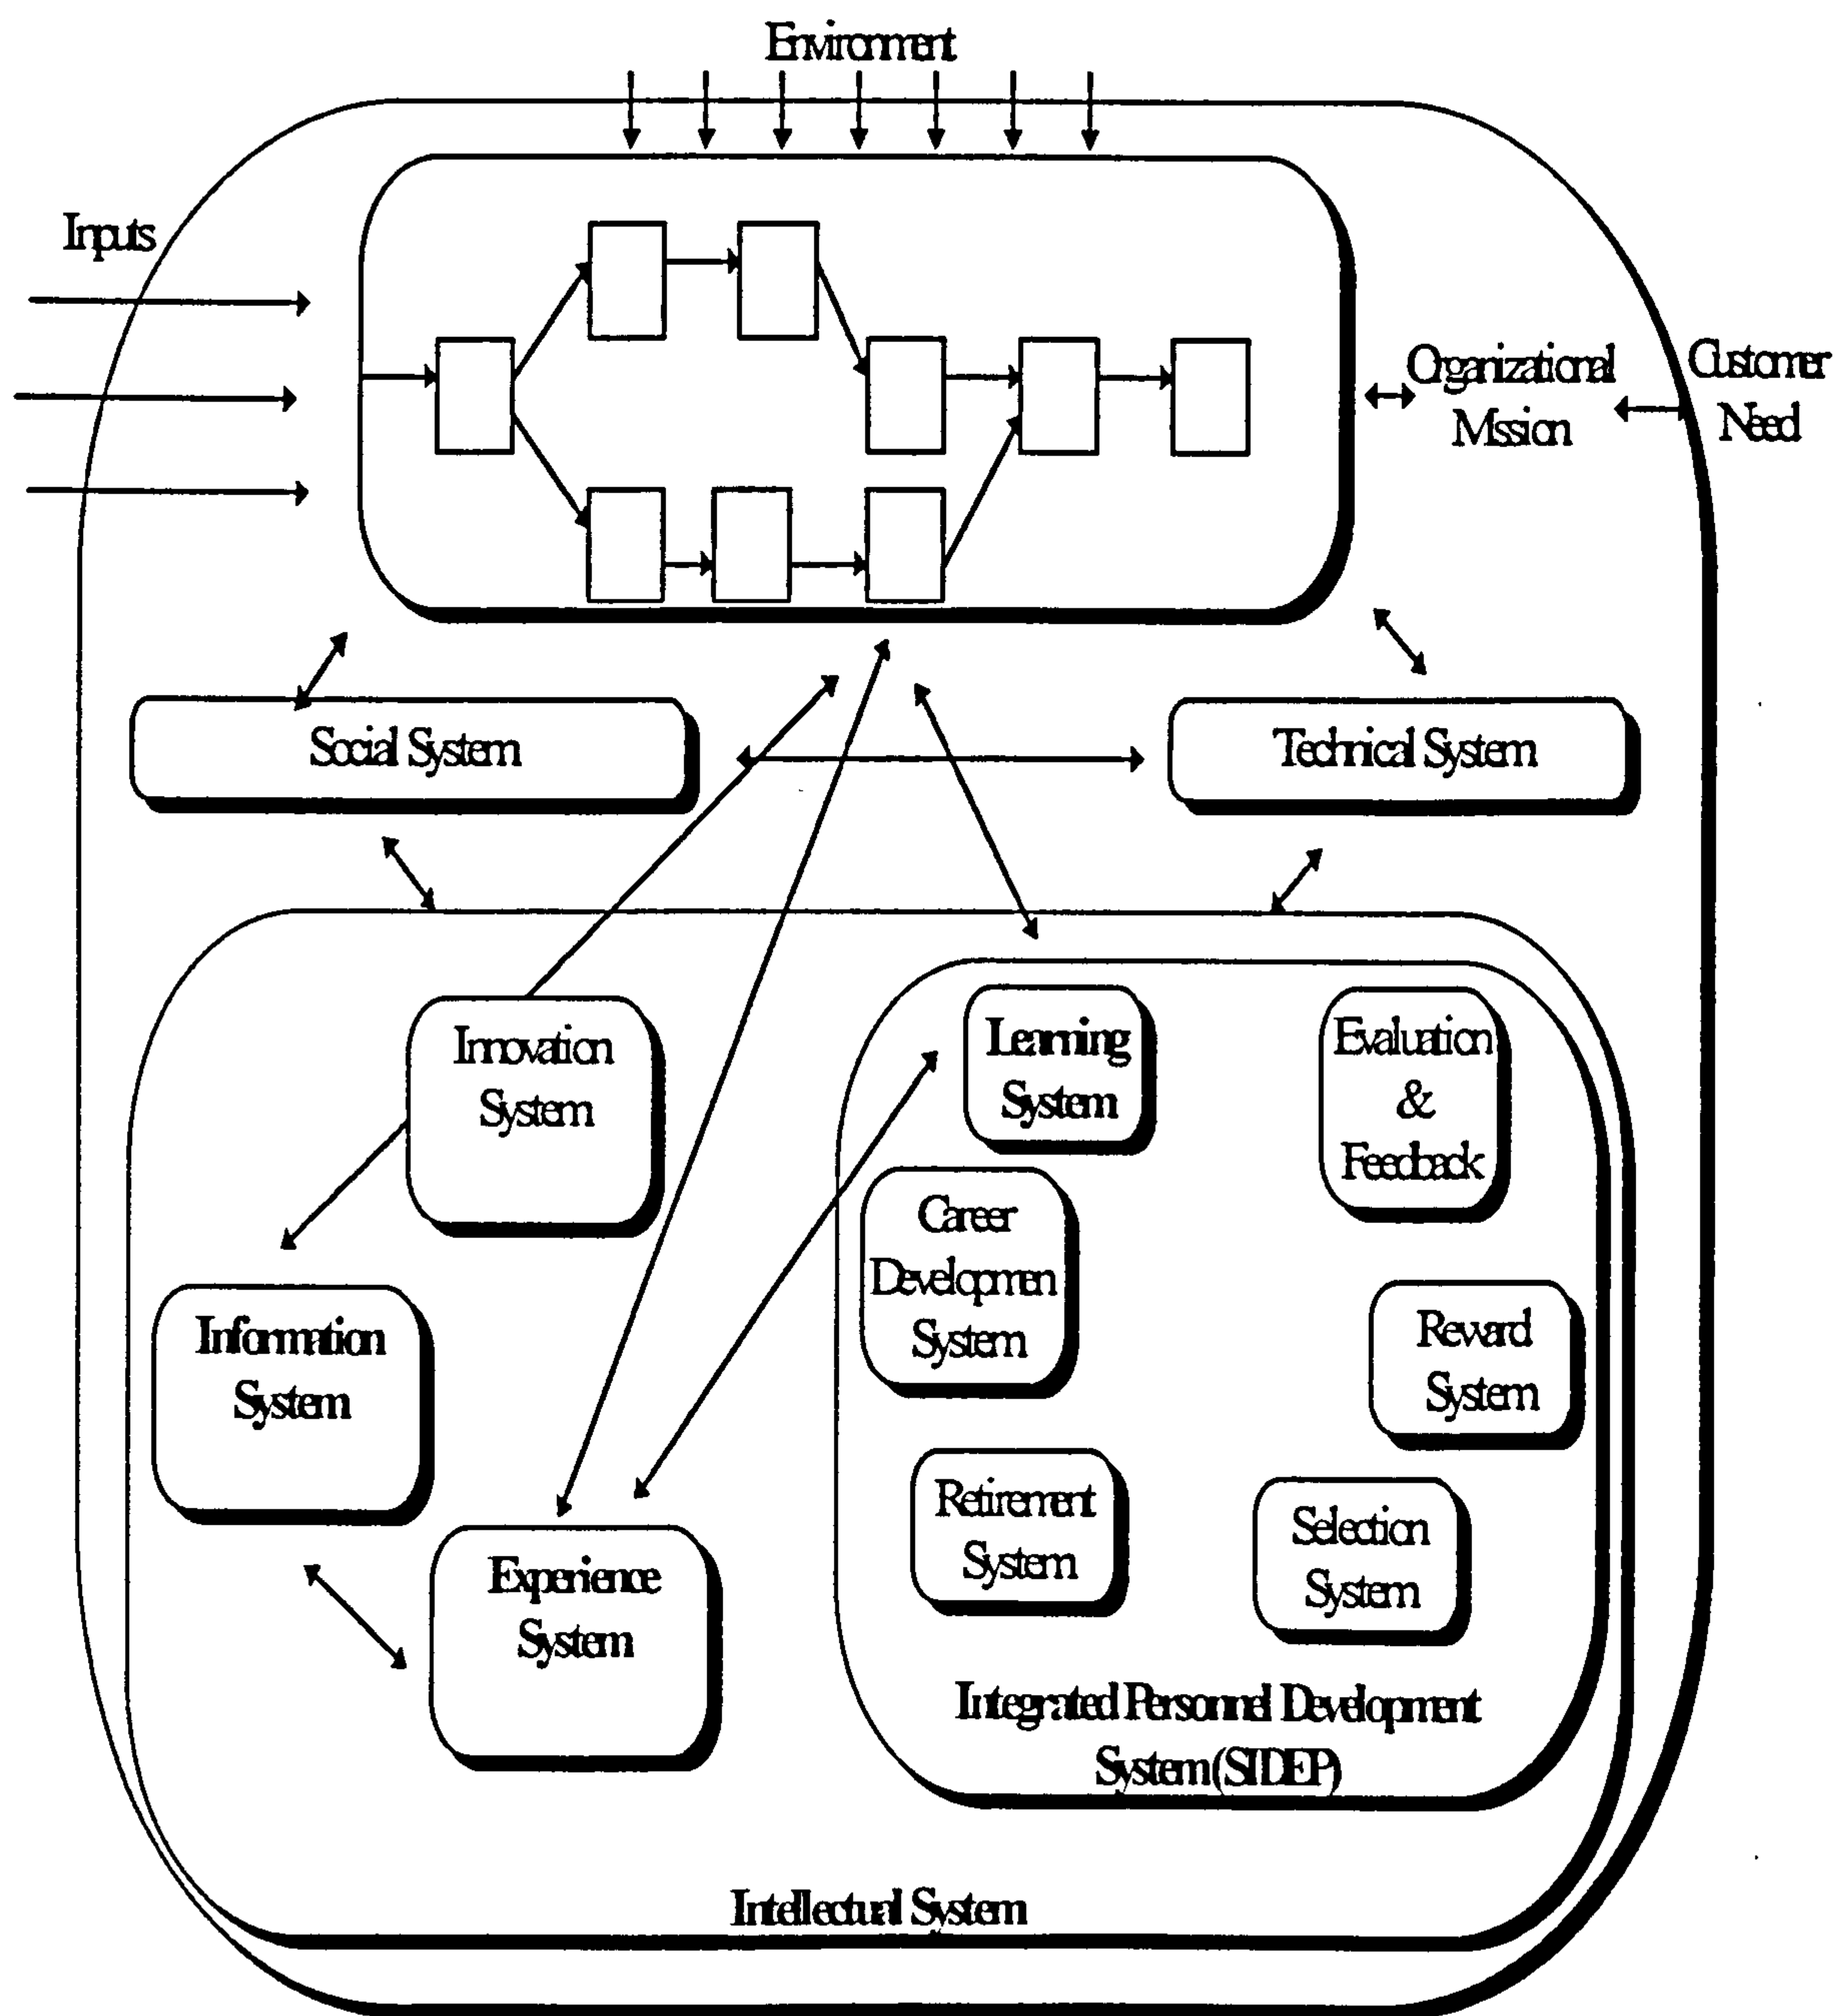 Environment
Inputs
Organizational
Mission
Customer
Need
Social System
Technical System
Innovation
System
Learning
System
Evaluation
&
Feedback
Career
Developmen
System
Information
System
Reward
System
Retirement
System
Selection
System
Experience
System
Integrated Personnel Development
System (SIDEP)
Intellectual System